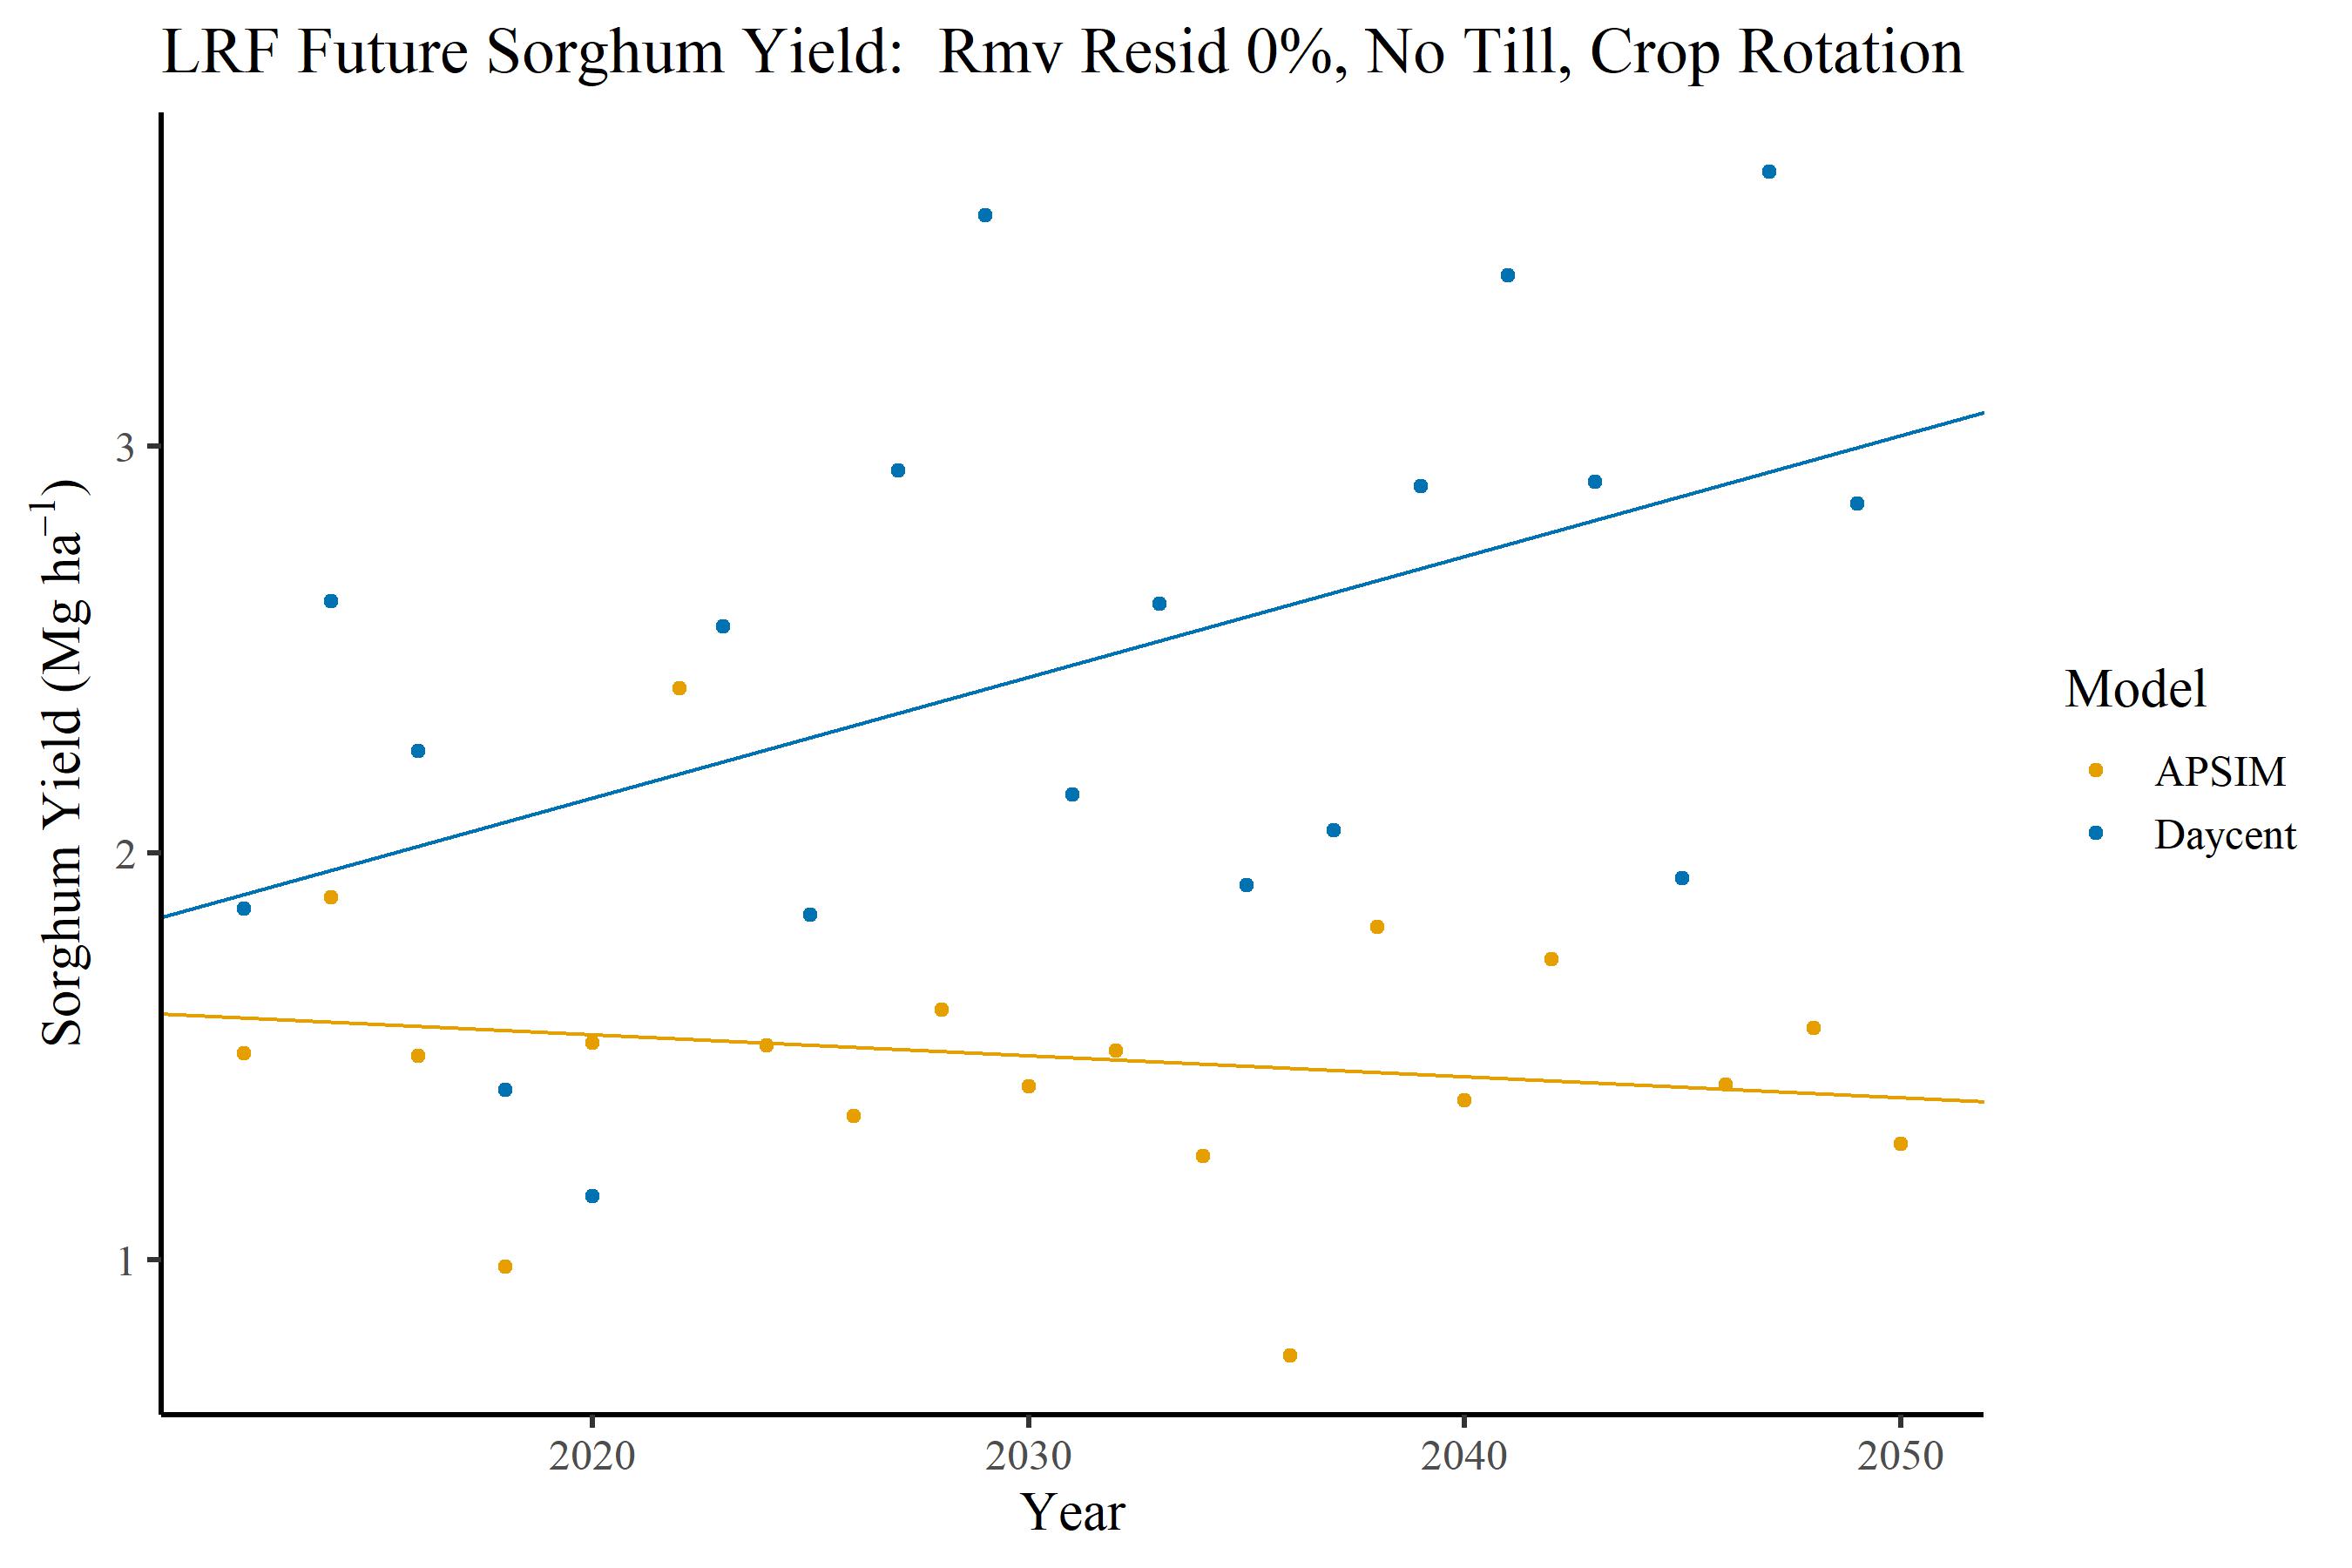 LRF Future Sorghum Yield:  Rmv Resid 0%, No Till, Crop Rotation
Sorghum Yield (Mg ha⁻¹)
3
2
1
2020 2030 2040 2050
Year
Model
APSIM
Daycent